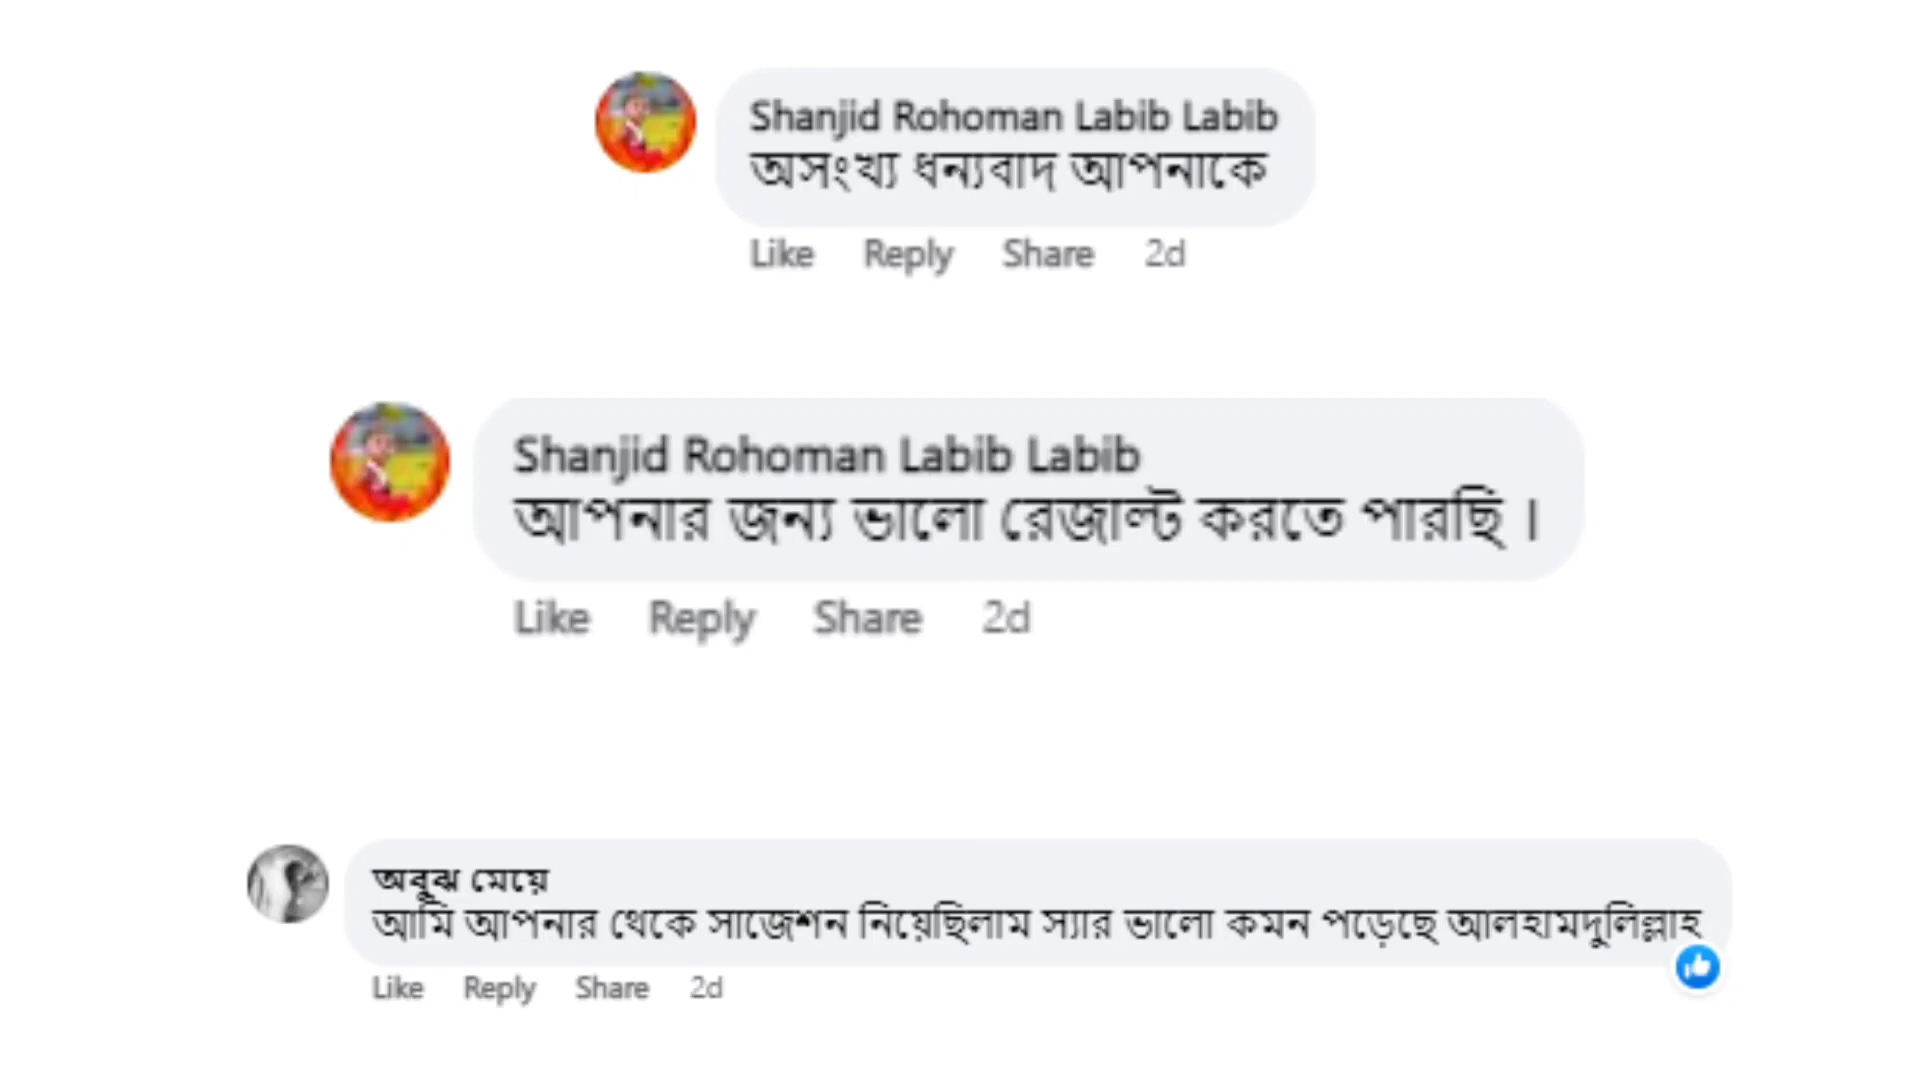 Shanjid Rohoman Labib Labib
অসংখ্য ধন্যবাদ আপনাকে
Like Reply Share 2d
Shanjid Rohoman Labib Labib
আপনার জন্য ভালো রেজাল্ট করতে পারছি ।
Like Reply Share 2d
অবুঝ মেয়ে
আমি আপনার থেকে সাজেশন নিয়েছিলাম স্যার ভালো কমন পড়েছে আলহামদুলিল্লাহ
Like Reply Share 2d